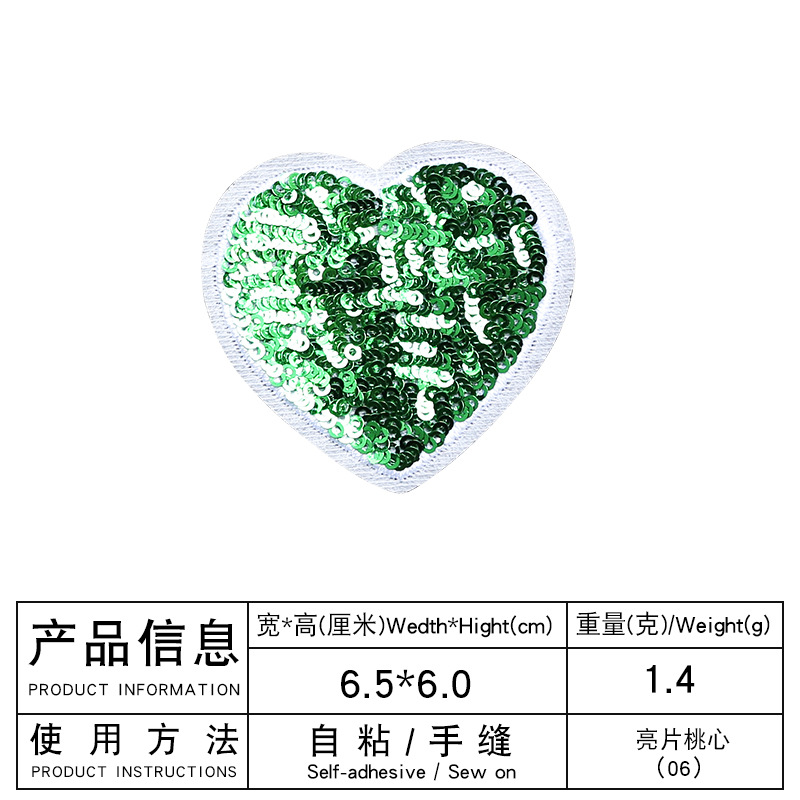 产品信息
PRODUCT INFORMATION
宽*高(厘米)Wedth*Hight(cm)
重量(克)/Weight(g)
6.5*6.0
1.4
使用方法
PRODUCT INSTRUCTIONS
自粘/手缝
Self-adhesive / Sew on
亮片桃心
(06)